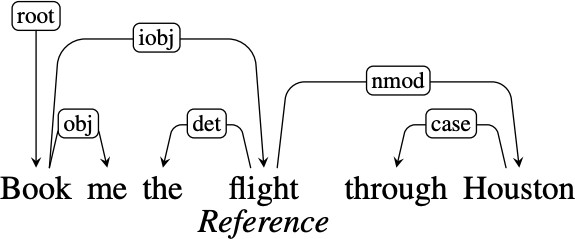 root
iobj
nmod
obj
det
case
Book me the flight through Houston
Reference